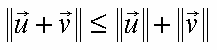 ‖u⃗ + v⃗‖ ≤ ‖u⃗‖ + ‖v⃗‖